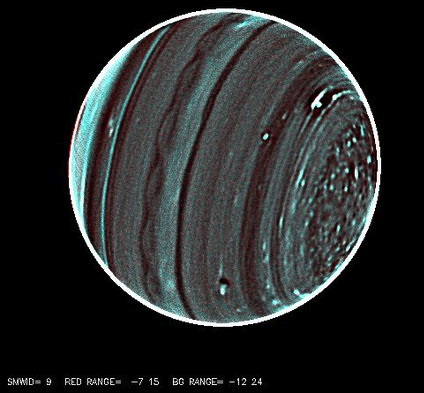 SMWID= 9 RED RANGE= -7 15 BG RANGE= -12 24